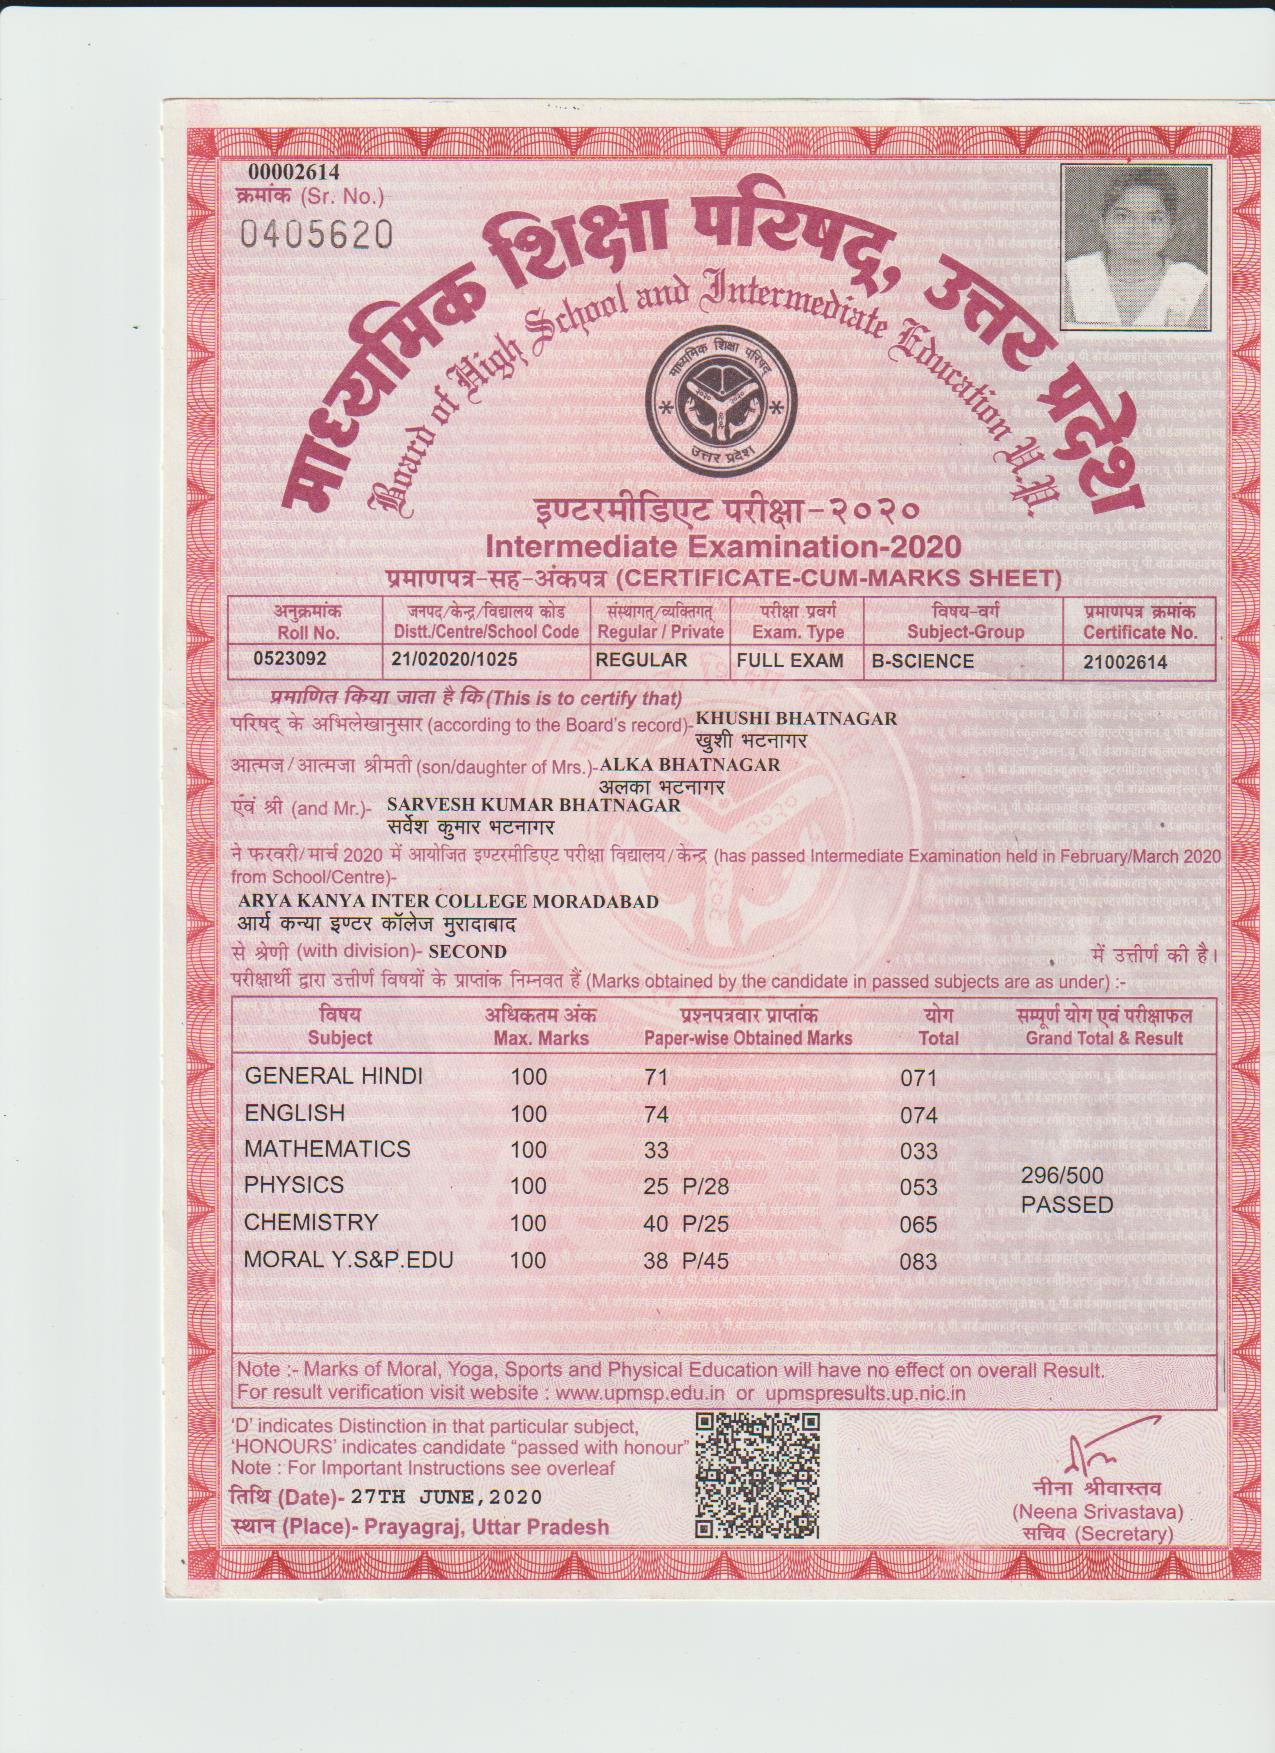 00002614
क्रमांक (Sr. No.)
0405620
माध्यमिक शिक्षा परिषद्, उत्तर प्रदेश
Board of High School and Intermediate Education U.P.
माध्यमिक शिक्षा परिषद्
उत्तर प्रदेश
इण्टरमीडिएट परीक्षा-२०२०
Intermediate Examination-2020
प्रमाणपत्र-सह-अंकपत्र (CERTIFICATE-CUM-MARKS SHEET)
अनुक्रमांक जनपद/केन्द्र/विद्यालय कोड संस्थागत्/व्यक्तिगत् परीक्षा प्रवर्ग विषय-वर्ग प्रमाणपत्र क्रमांक
Roll No. Distt./Centre/School Code Regular / Private Exam. Type Subject-Group Certificate No.
0523092 21/02020/1025 REGULAR FULL EXAM B-SCIENCE 21002614
प्रमाणित किया जाता है कि (This is to certify that)
परिषद् के अभिलेखानुसार (according to the Board's record)- KHUSHI BHATNAGAR
खुशी भटनागर
आत्मज/आत्मजा श्रीमती (son/daughter of Mrs.)- ALKA BHATNAGAR
अलका भटनागर
एवं श्री (and Mr.)- SARVESH KUMAR BHATNAGAR
सर्वेश कुमार भटनागर
ने फरवरी/मार्च 2020 में आयोजित इण्टरमीडिएट परीक्षा विद्यालय/केन्द्र (has passed Intermediate Examination held in February/March 2020
from School/Centre)-
ARYA KANYA INTER COLLEGE MORADABAD
आर्य कन्या इण्टर कॉलेज मुरादाबाद
से श्रेणी (with division)- SECOND में उत्तीर्ण की है।
परीक्षार्थी द्वारा उत्तीर्ण विषयों के प्राप्तांक निम्नवत हैं (Marks obtained by the candidate in passed subjects are as under) :-
विषय अधिकतम अंक प्रश्नपत्रवार प्राप्तांक योग सम्पूर्ण योग एवं परीक्षाफल
Subject Max. Marks Paper-wise Obtained Marks Total Grand Total & Result
GENERAL HINDI 100 71 071
ENGLISH 100 74 074
MATHEMATICS 100 33 033
PHYSICS 100 25 P/28 053 296/500
PASSED
CHEMISTRY 100 40 P/25 065
MORAL Y.S&P.EDU 100 38 P/45 083
Note :- Marks of Moral, Yoga, Sports and Physical Education will have no effect on overall Result.
For result verification visit website : www.upmsp.edu.in or upmspresults.up.nic.in
'D' indicates Distinction in that particular subject,
'HONOURS' indicates candidate "passed with honour"
Note : For Important Instructions see overleaf
तिथि (Date)- 27TH JUNE,2020
स्थान (Place)- Prayagraj, Uttar Pradesh
नीना श्रीवास्तव
(Neena Srivastava)
सचिव (Secretary)